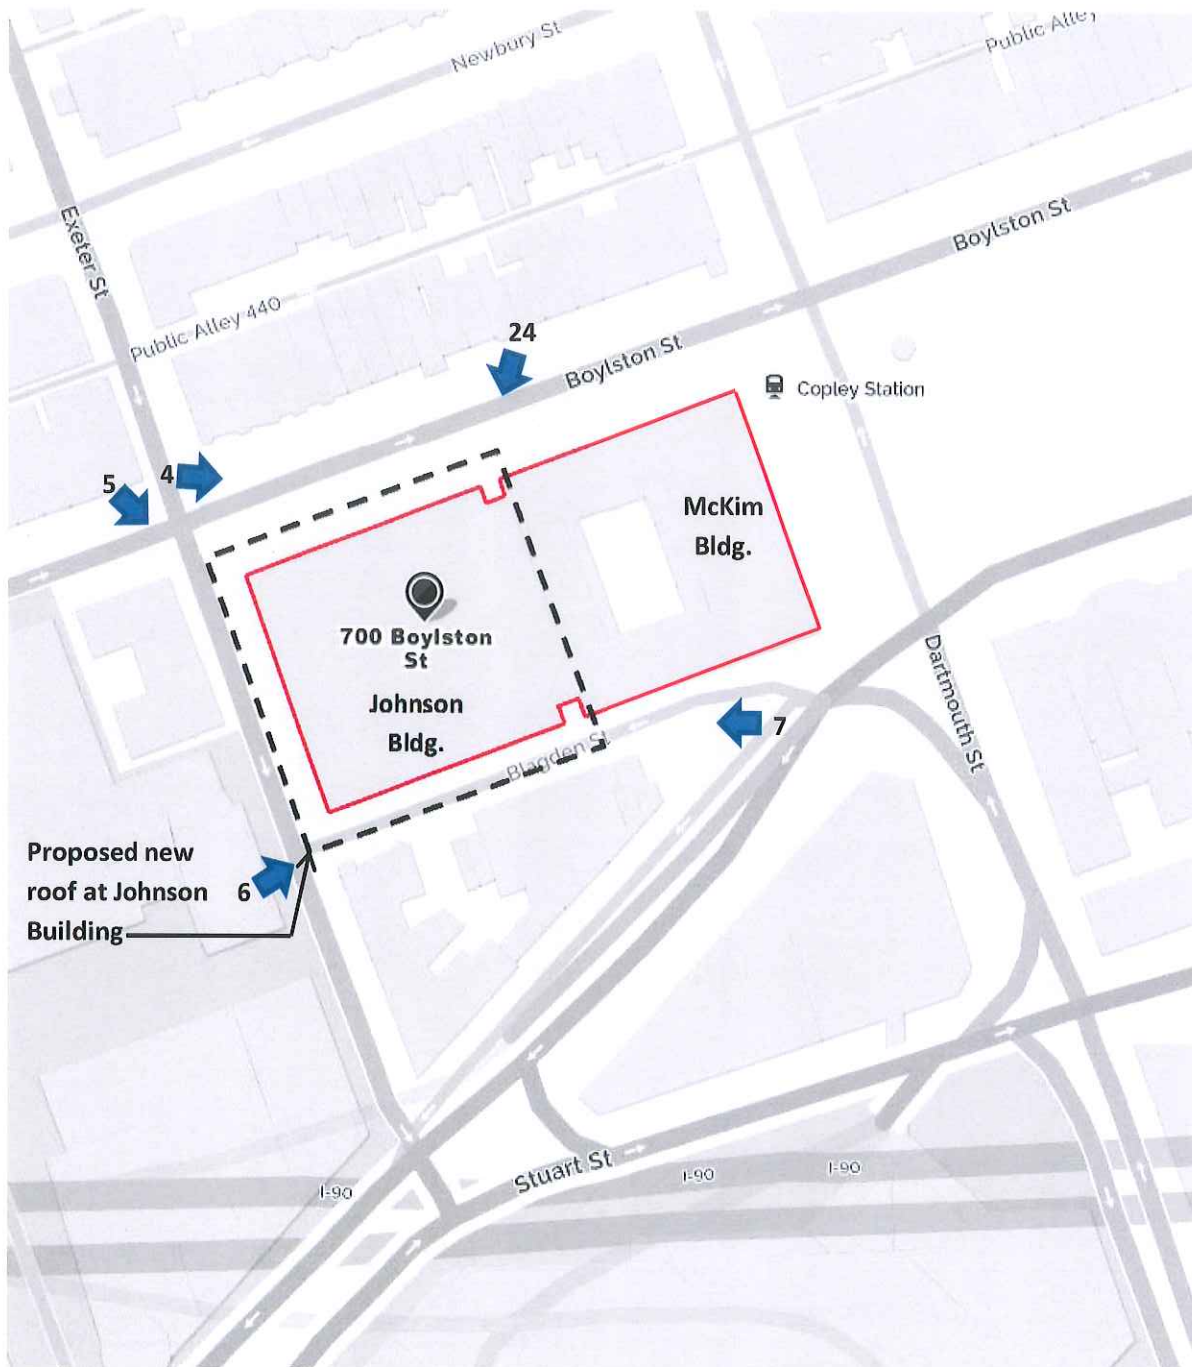 Newbury St
Public Alley
Exeter St
Boylston St
Public Alley 440
24
Boylston St
Copley Station
5
4
McKim
Bldg.
700 Boylston
St
Johnson
Bldg.
Dartmouth St
7
Blagden St
Proposed new
roof at Johnson
Building
6
Stuart St
I-90
I-90
I-90